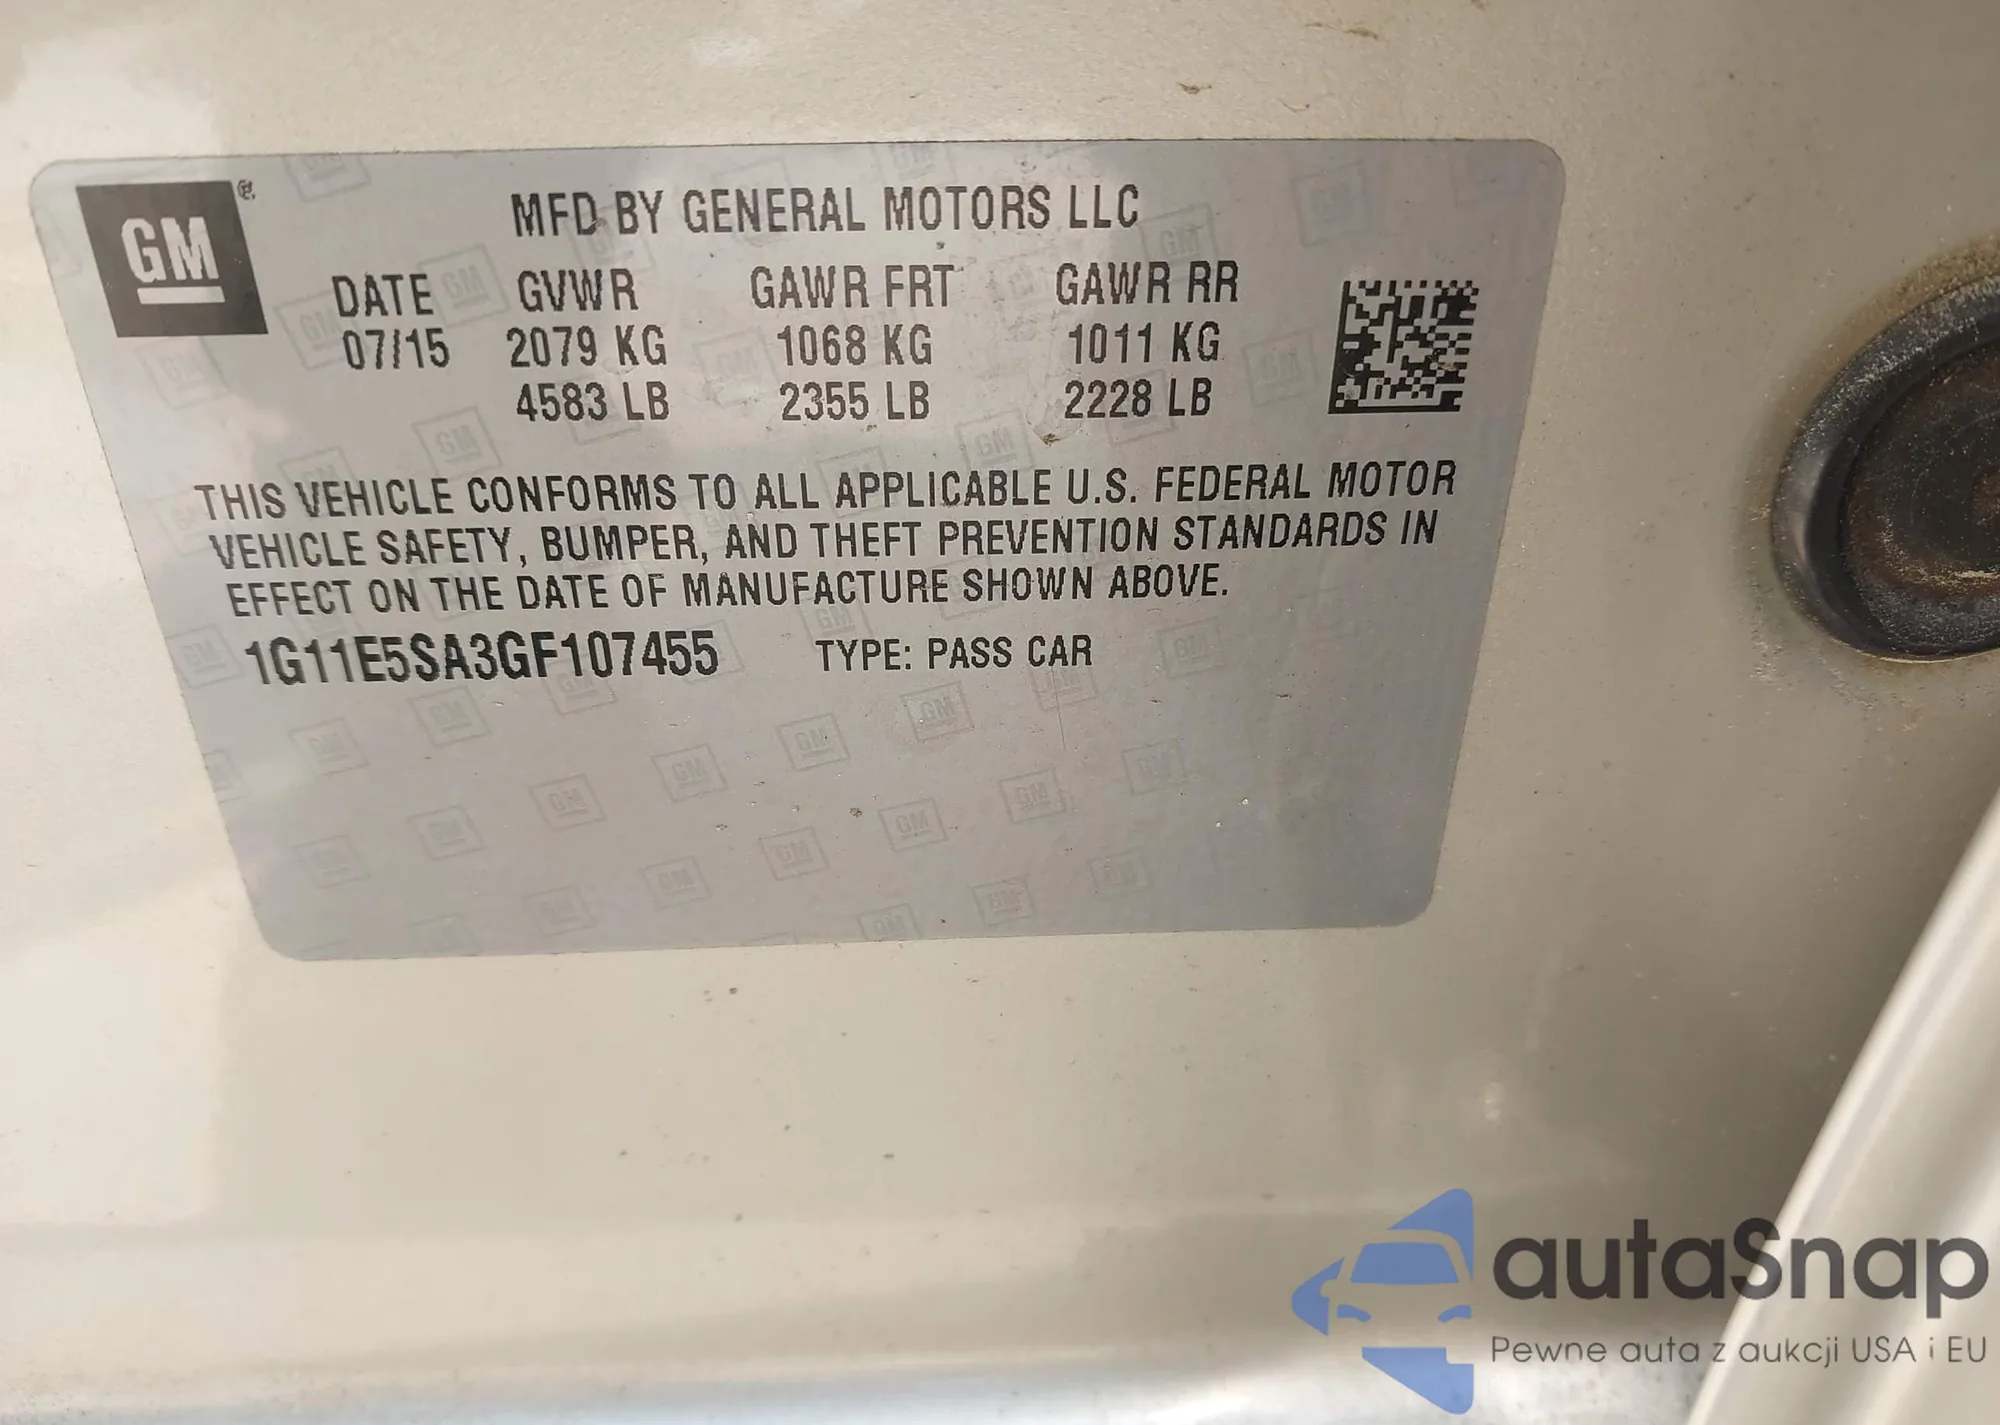 GM
MFD BY GENERAL MOTORS LLC
DATE GVWR GAWR FRT GAWR RR
07/15 2079 KG 1068 KG 1011 KG
4583 LB 2355 LB 2228 LB
THIS VEHICLE CONFORMS TO ALL APPLICABLE U.S. FEDERAL MOTOR
VEHICLE SAFETY, BUMPER, AND THEFT PREVENTION STANDARDS IN
EFFECT ON THE DATE OF MANUFACTURE SHOWN ABOVE.
1G11E5SA3GF107455 TYPE: PASS CAR
autaSnap
Pewne auta z aukcji USA i EU